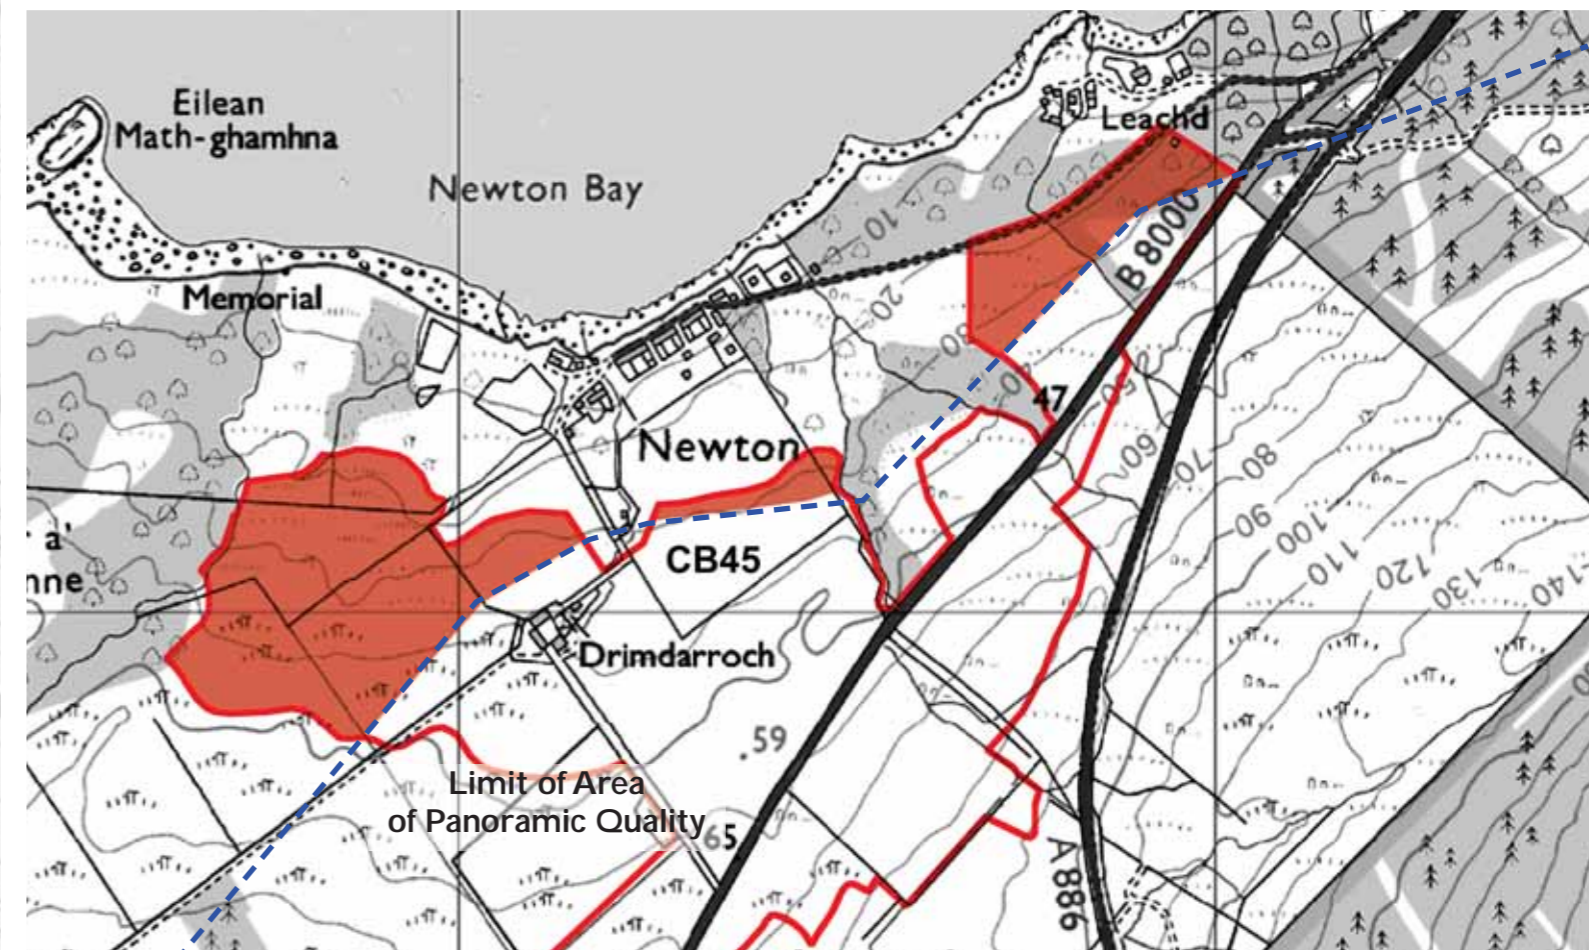 Eilean
Math-ghamhna
Newton Bay
Leachd
Memorial
B 8000
10
20
47
Newton
50
60
70
80
90
100
110
120
130
140
a'
nne
CB45
Drimdarroch
59
Limit of Area
of Panoramic Quality
65
A 886